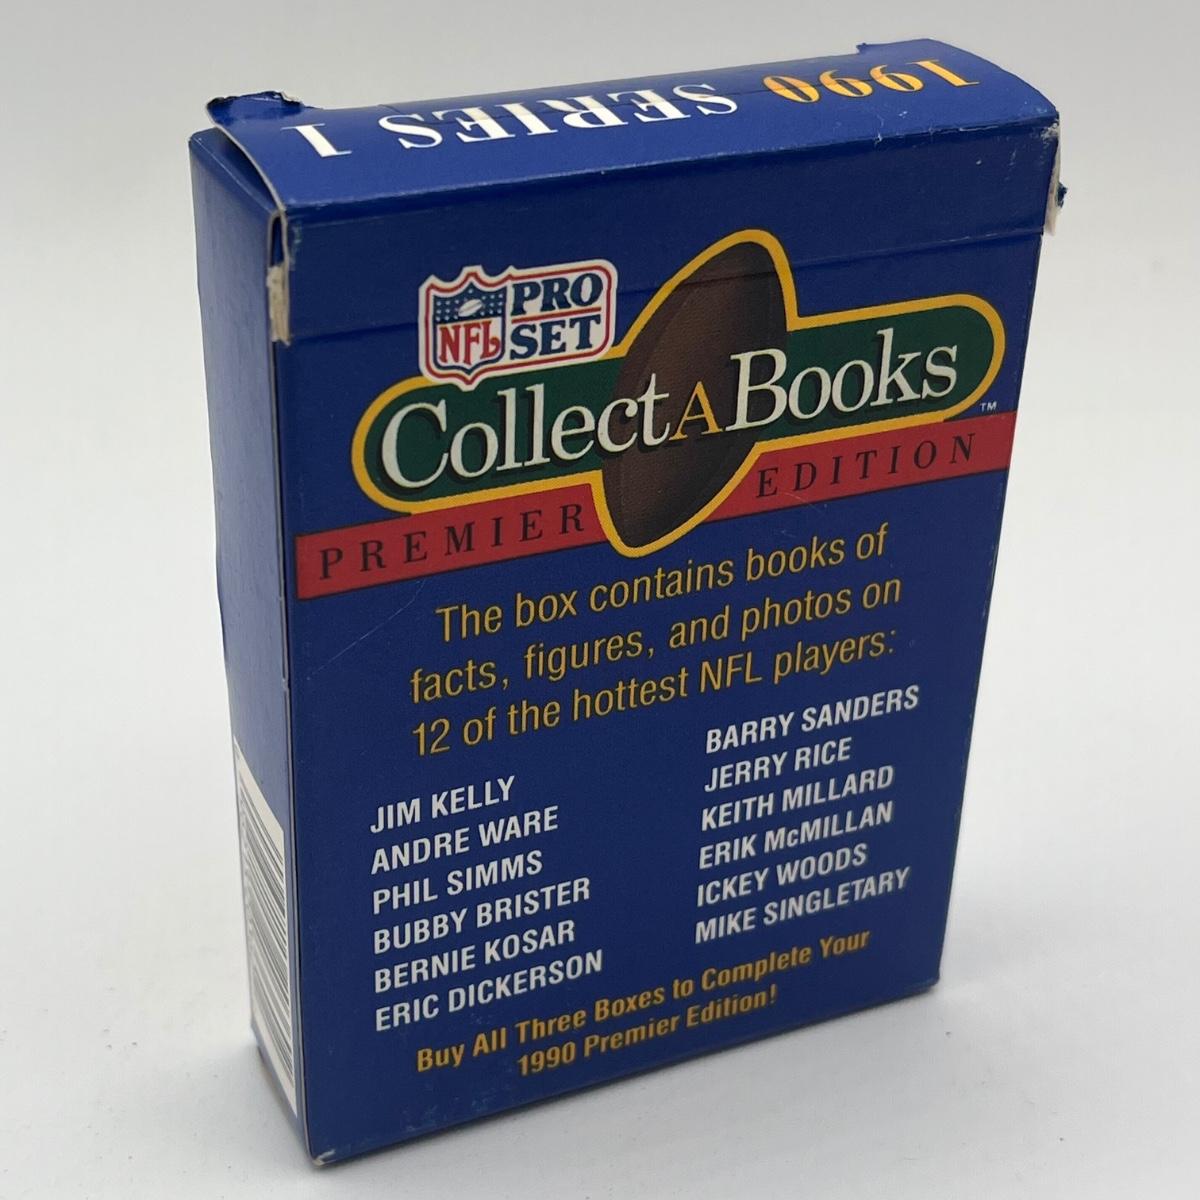 1990 SERIES 1
NFL PRO SET
CollectABooks™
PREMIER EDITION
The box contains books of
facts, figures, and photos on
12 of the hottest NFL players:
JIM KELLY
ANDRE WARE
PHIL SIMMS
BUBBY BRISTER
BERNIE KOSAR
ERIC DICKERSON
BARRY SANDERS
JERRY RICE
KEITH MILLARD
ERIK McMILLAN
ICKEY WOODS
MIKE SINGLETARY
Buy All Three Boxes to Complete Your
1990 Premier Edition!